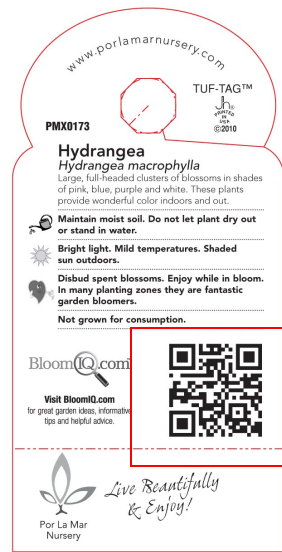 www.porlamarnursery.com
TUF-TAG™
Jh®
PRINTED
IN
USA
©2010
PMX0173
Hydrangea
Hydrangea macrophylla
Large, full-headed clusters of blossoms in shades
of pink, blue, purple and white. These plants
provide wonderful color indoors and out.
Maintain moist soil. Do not let plant dry out
or stand in water.
Bright light. Mild temperatures. Shaded
sun outdoors.
Disbud spent blossoms. Enjoy while in bloom.
In many planting zones they are fantastic
garden bloomers.
Not grown for consumption.
BloomIQ.com
Visit BloomIQ.com
for great garden ideas, informative
tips and helpful advice.
Live Beautifully
& Enjoy!
Por La Mar
Nursery